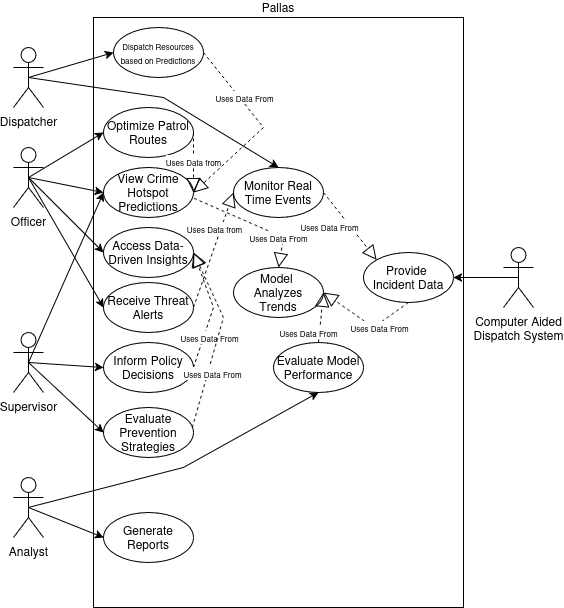 Pallas
Dispatch Resources
based on Predictions
Uses Data From
Dispatcher
Optimize Patrol
Routes
Uses Data from
View Crime
Hotspot
Predictions
Monitor Real
Time Events
Officer
Uses Data from
Uses Data From
Uses Data From
Access Data-
Driven Insights
Provide
Incident Data
Model
Analyzes
Trends
Receive Threat
Alerts
Computer Aided
Dispatch System
Uses Data From
Uses Data From
Uses Data From
Inform Policy
Decisions
Evaluate Model
Performance
Uses Data From
Supervisor
Evaluate
Prevention
Strategies
Generate
Reports
Analyst